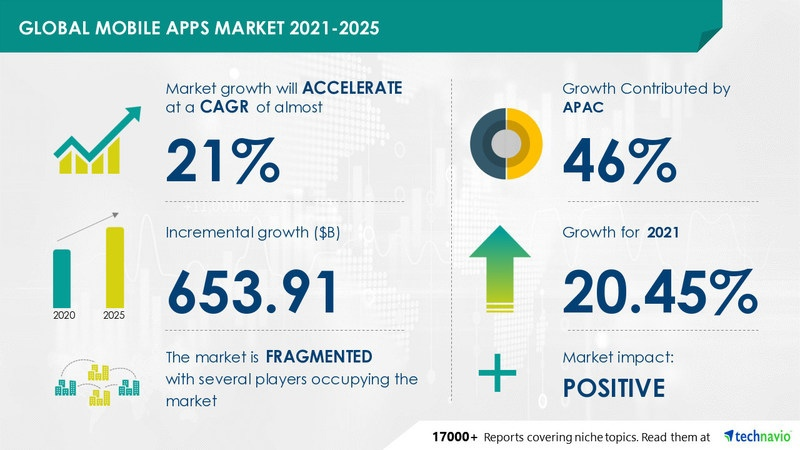 GLOBAL MOBILE APPS MARKET 2021-2025
Market growth will ACCELERATE
at a CAGR of almost
21%
Incremental growth ($B)
653.91
2020
2025
The market is FRAGMENTED
with several players occupying the
market
Growth Contributed by
APAC
46%
Growth for 2021
20.45%
Market impact:
POSITIVE
17000+ Reports covering niche topics. Read them at
technavio